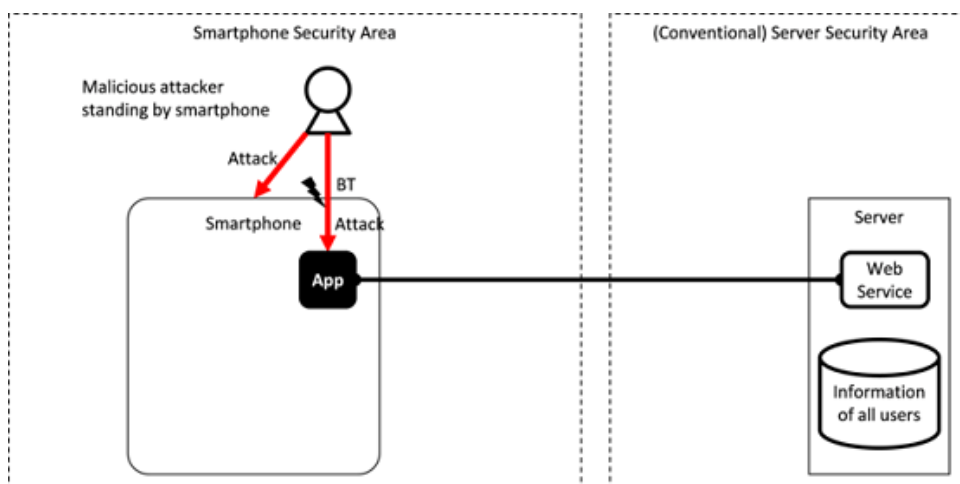 Smartphone Security Area
(Conventional) Server Security Area
Malicious attacker
standing by smartphone
Attack
BT
Smartphone
Attack
App
Server
Web
Service
Information
of all users